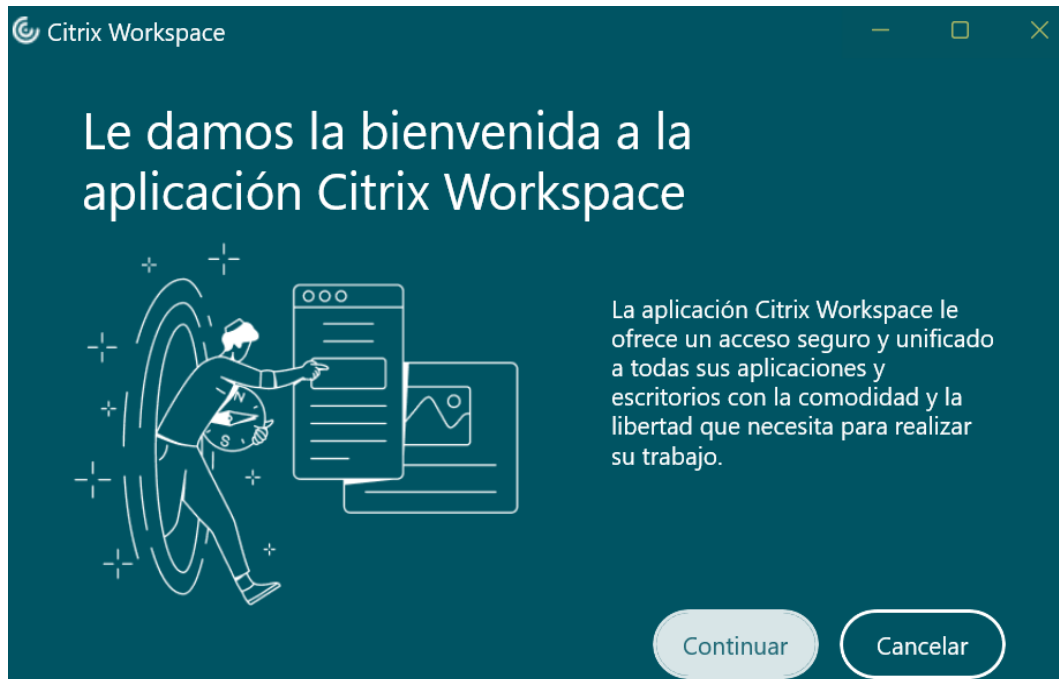 Citrix Workspace
Le damos la bienvenida a la
aplicación Citrix Workspace
N
S
La aplicación Citrix Workspace le
ofrece un acceso seguro y unificado
a todas sus aplicaciones y
escritorios con la comodidad y la
libertad que necesita para realizar
su trabajo.
Continuar
Cancelar